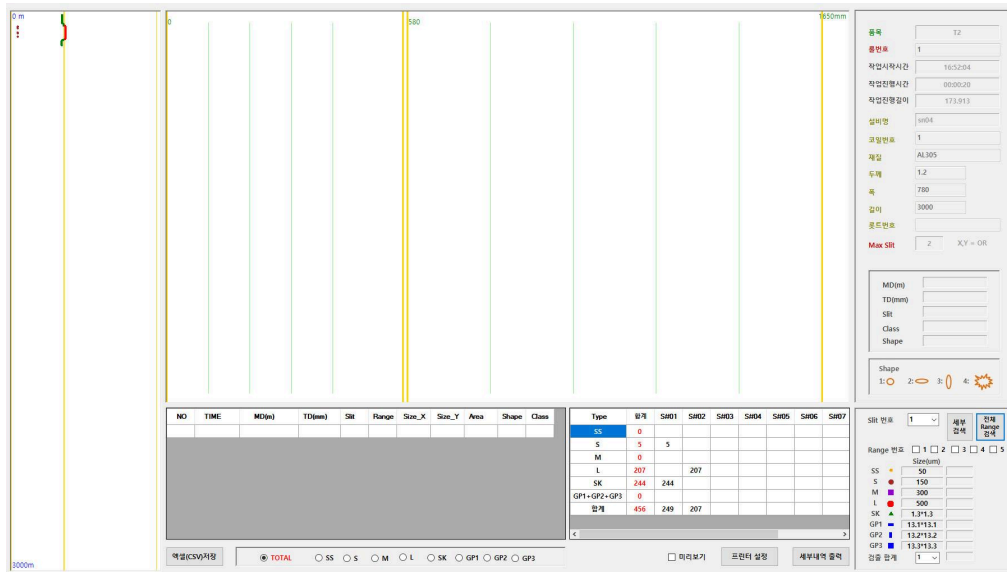 0 m
3000m
0
580
1650mm
품목 T2
롤번호 1
작업시작시간 16:52:04
작업진행시간 00:00:20
작업진행길이 173.913
설비명 sn04
코일번호 1
재질 AL305
두께 1.2
폭 780
길이 3000
롯트번호
Max Slit 2 X,Y = OR
MD(m)
TD(mm)
Slit
Class
Shape
Shape
1: 2: 3: 4:
NO TIME MD(m) TD(mm) Slit Range Size_X Size_Y Area Shape Class
Type 합계 S#01 S#02 S#03 S#04 S#05 S#06 S#07
SS 0
S 5 5
M 0
L 207 207
SK 244 244
GP1+GP2+GP3 0
합계 456 249 207
Slit 번호 1 세부 검색 전체 Range 검색
Range 번호 1 2 3 4 5
Size(um)
SS 50
S 150
M 300
L 500
SK 1.3*1.3
GP1 13.1*13.1
GP2 13.2*13.2
GP3 13.3*13.3
검출 합계 1
엑셀(CSV)저장 TOTAL SS S M L SK GP1 GP2 GP3 미리보기 프린터 설정 세부내역 출력